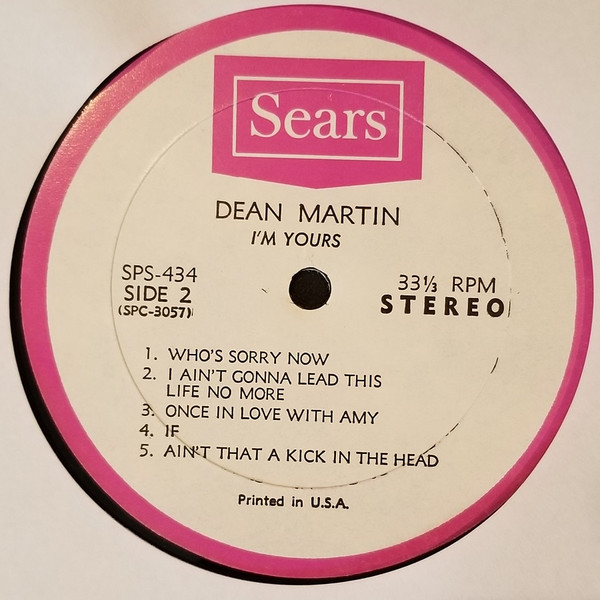 Sears
DEAN MARTIN
I'M YOURS
SPS-434
SIDE 2
(SPC-3057)
33⅓ RPM
STEREO
1. WHO'S SORRY NOW
2. I AIN'T GONNA LEAD THIS
LIFE NO MORE
3. ONCE IN LOVE WITH AMY
4. IF
5. AIN'T THAT A KICK IN THE HEAD
Printed in U.S.A.